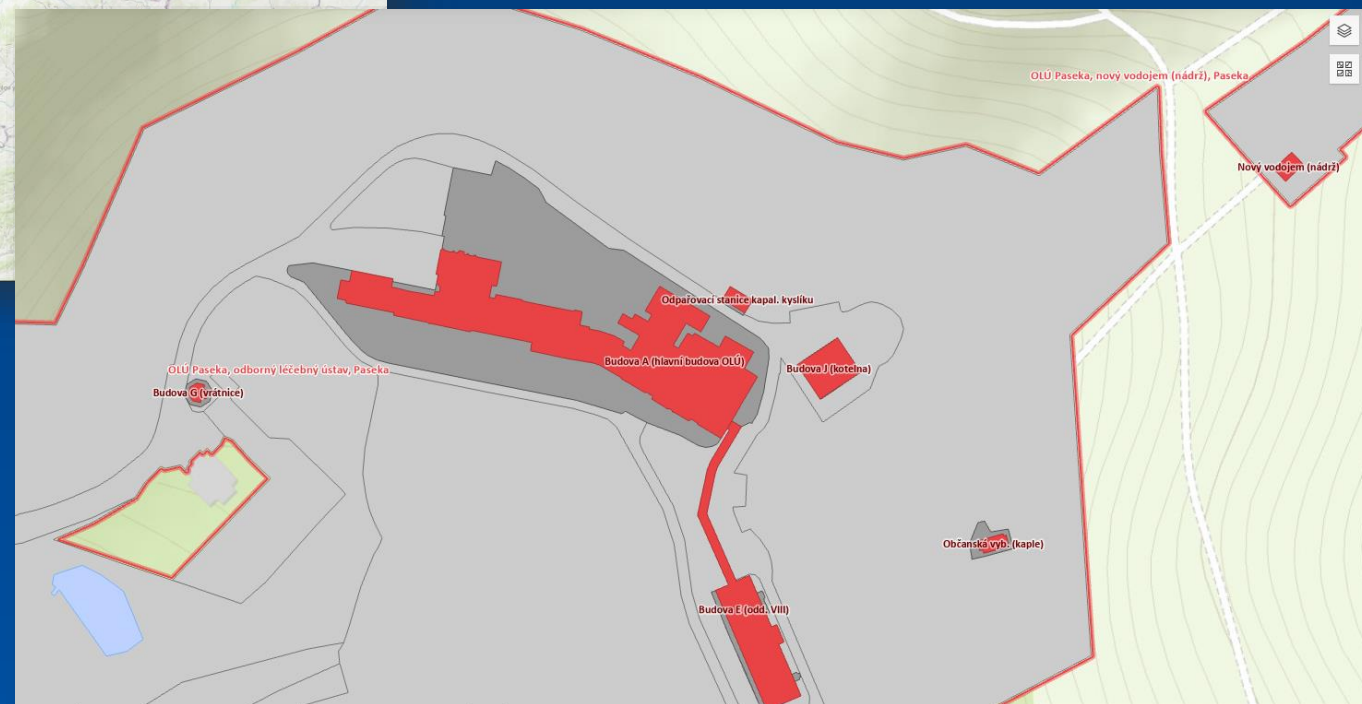 OLÚ Paseka, nový vodojem (nádrž), Paseka
Nový vodojem (nádrž)
Odpařovací stanice kapal. kyslíku
Budova A (hlavní budova OLÚ)
Budova J (kotelna)
OLÚ Paseka, odborný léčebný ústav, Paseka
Budova G (vrátnice)
Občanská vyb. (kaple)
Budova E (odd. VIII)